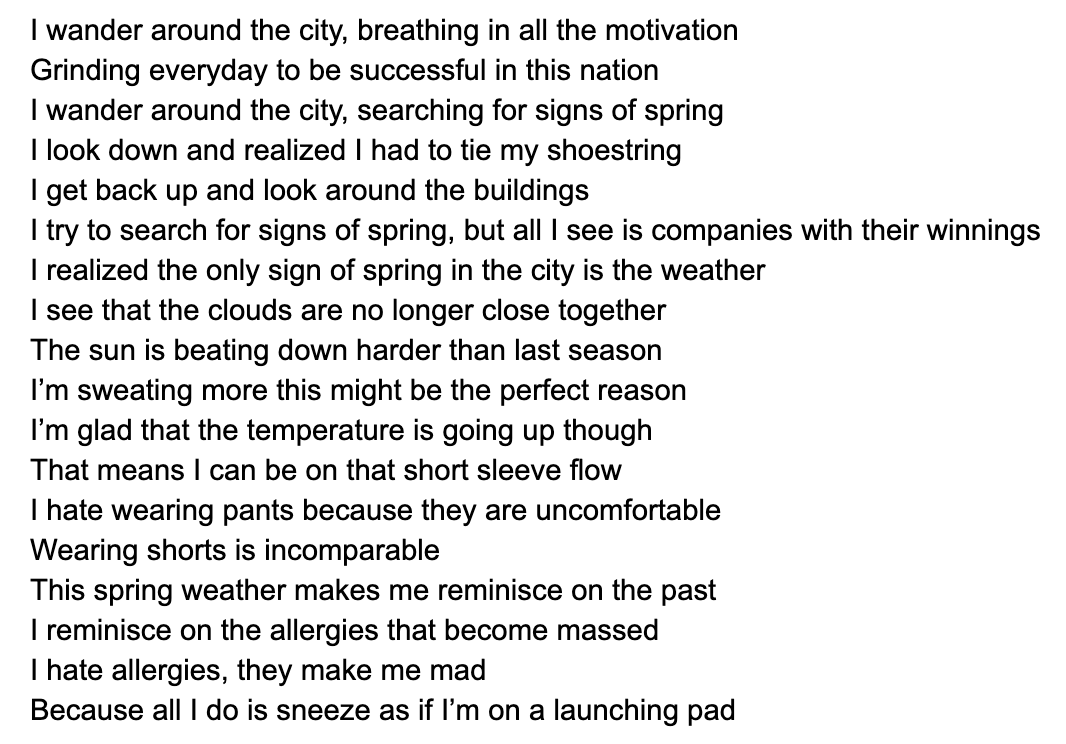 I wander around the city, breathing in all the motivation
Grinding everyday to be successful in this nation
I wander around the city, searching for signs of spring
I look down and realized I had to tie my shoestring
I get back up and look around the buildings
I try to search for signs of spring, but all I see is companies with their winnings
I realized the only sign of spring in the city is the weather
I see that the clouds are no longer close together
The sun is beating down harder than last season
I’m sweating more this might be the perfect reason
I’m glad that the temperature is going up though
That means I can be on that short sleeve flow
I hate wearing pants because they are uncomfortable
Wearing shorts is incomparable
This spring weather makes me reminisce on the past
I reminisce on the allergies that become massed
I hate allergies, they make me mad
Because all I do is sneeze as if I’m on a launching pad